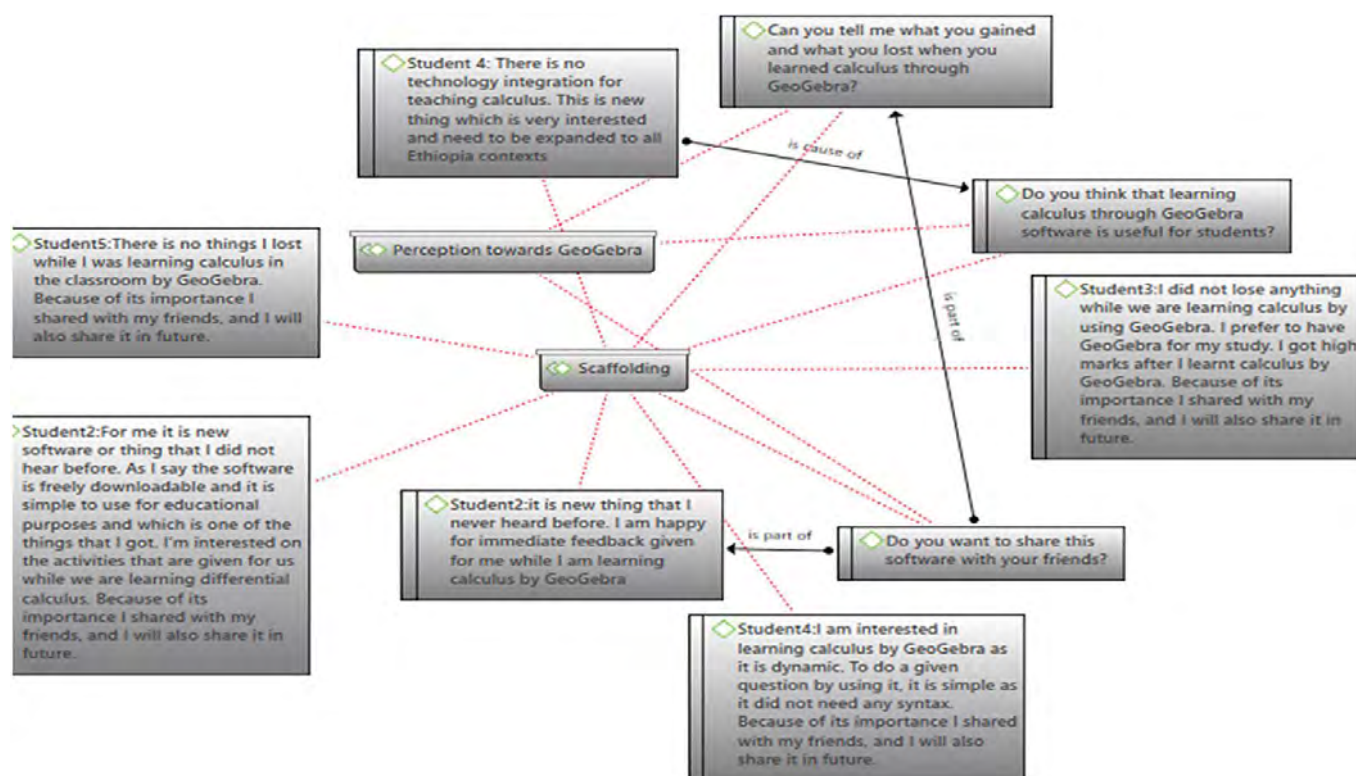 Can you tell me what you gained
and what you lost when you
learned calculus through
GeoGebra?
Student 4: There is no
technology integration for
teaching calculus. This is new
thing which is very interested
and need to be expanded to all
Ethiopia contexts
is cause of
Do you think that learning
calculus through GeoGebra
software is useful for students?
Student5:There is no things I lost
while I was learning calculus in
the classroom by GeoGebra.
Because of its importance I
shared with my friends, and I will
also share it in future.
Perception towards GeoGebra
is part of
Student3:I did not lose anything
while we are learning calculus by
using GeoGebra. I prefer to have
GeoGebra for my study. I got high
marks after I learnt calculus by
GeoGebra. Because of its
importance I shared with my
friends, and I will also share it in
future.
Scaffolding
Student2:For me it is new
software or thing that I did not
hear before. As I say the software
is freely downloadable and it is
simple to use for educational
purposes and which is one of the
things that I got. I'm interested on
the activities that are given for us
while we are learning differential
calculus. Because of its
importance I shared with my
friends, and I will also share it in
future.
Student2:it is new thing that I
never heard before. I am happy
for immediate feedback given
for me while I am learning
calculus by GeoGebra
is part of
Do you want to share this
software with your friends?
Student4:I am interested in
learning calculus by GeoGebra as
it is dynamic. To do a given
question by using it, it is simple as
it did not need any syntax.
Because of its importance I shared
with my friends, and I will also
share it in future.